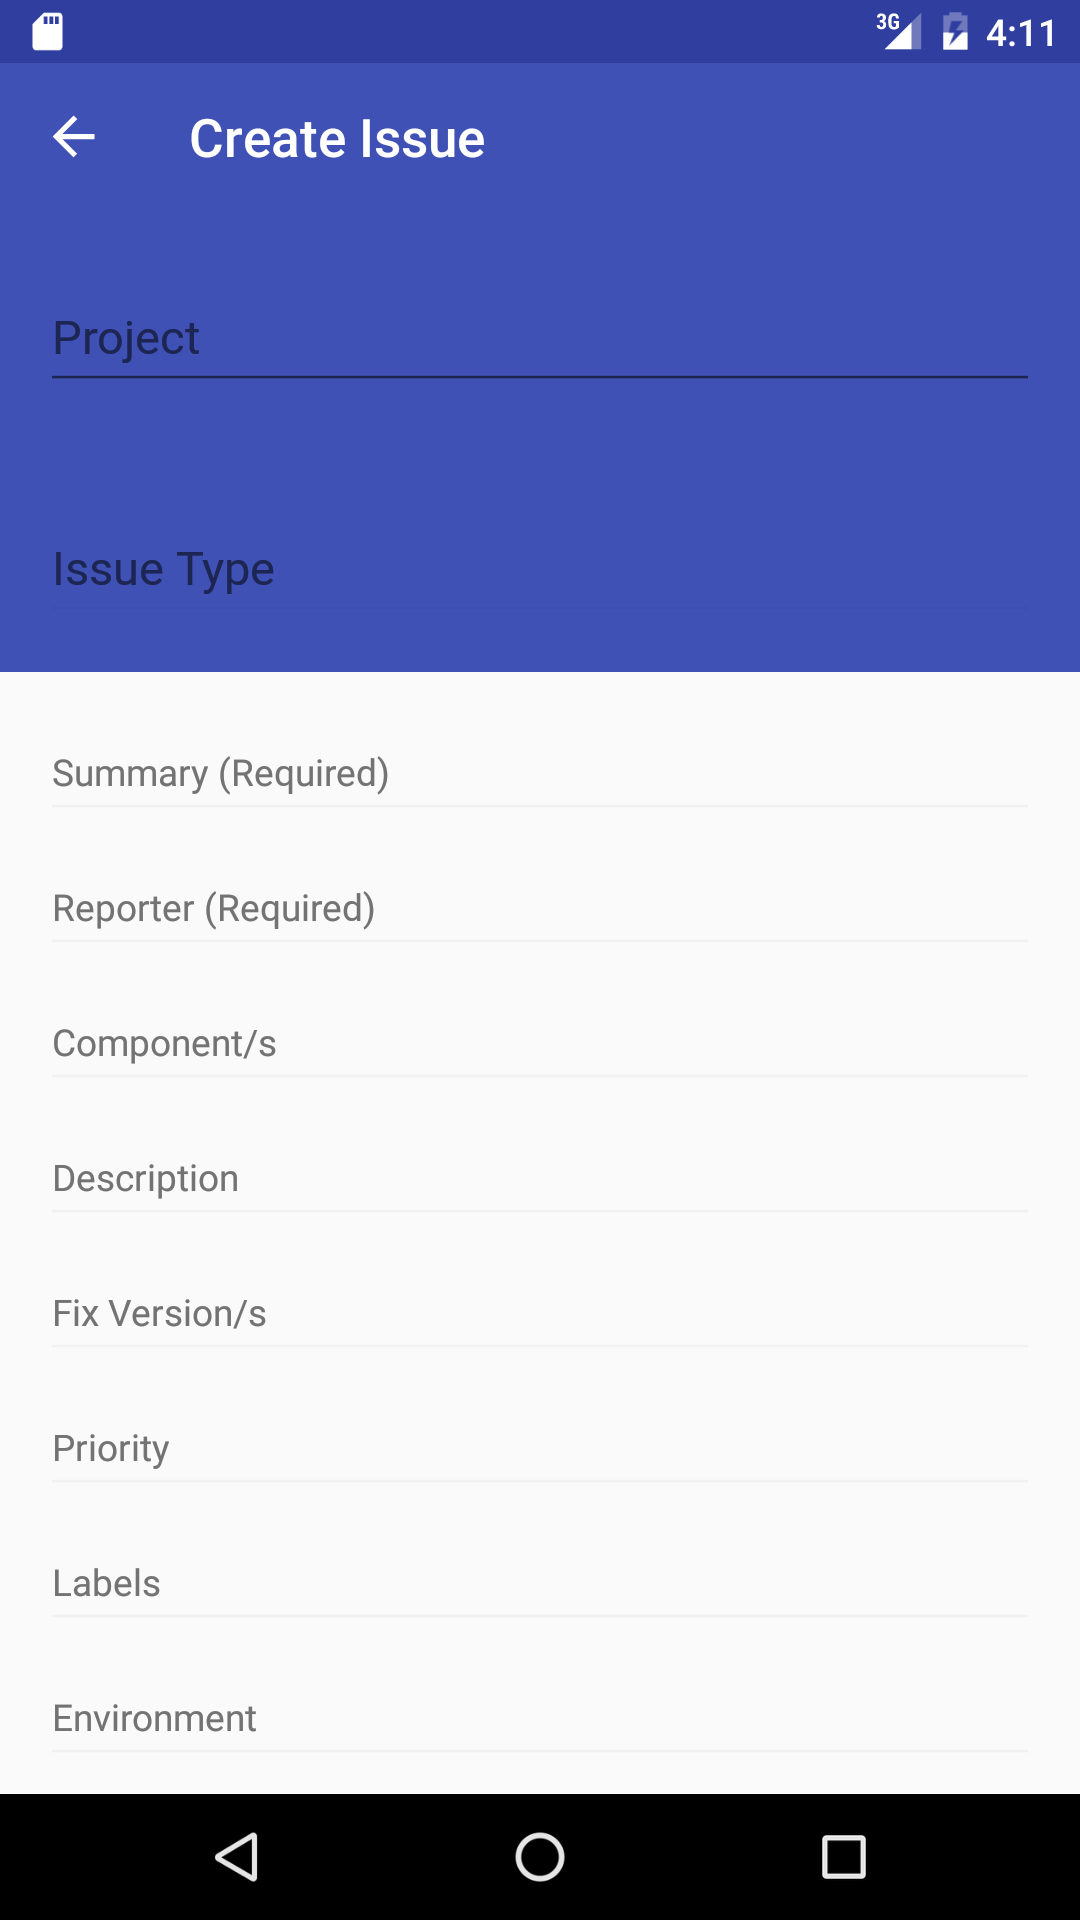 3G 4:11
Create Issue
Project
Issue Type
Summary (Required)
Reporter (Required)
Component/s
Description
Fix Version/s
Priority
Labels
Environment